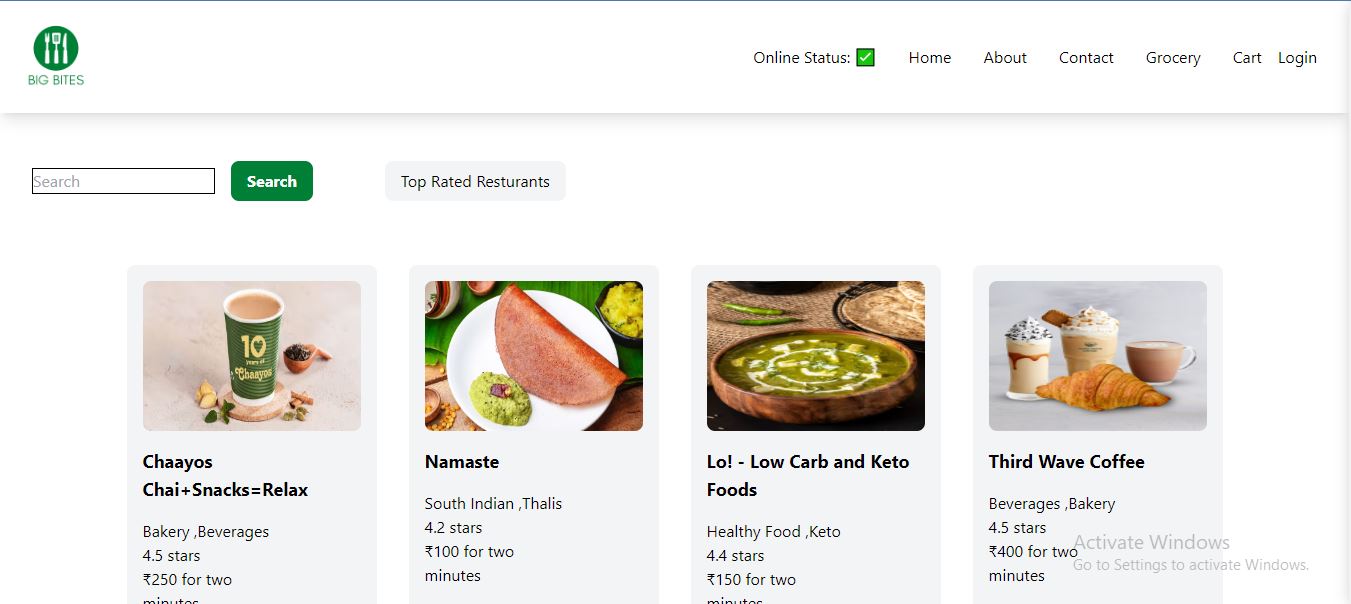 BIG BITES
Online Status: ✅ Home About Contact Grocery Cart Login
Search
Search
Top Rated Resturants
10
years of
Chaayos
Chaayos
Chai+Snacks=Relax
Bakery ,Beverages
4.5 stars
₹250 for two
minutes
Namaste
South Indian ,Thalis
4.2 stars
₹100 for two
minutes
Lo! - Low Carb and Keto
Foods
Healthy Food ,Keto
4.4 stars
₹150 for two
minutes
Third Wave Coffee
Beverages ,Bakery
4.5 stars
₹400 for two
minutes
Activate Windows
Go to Settings to activate Windows.